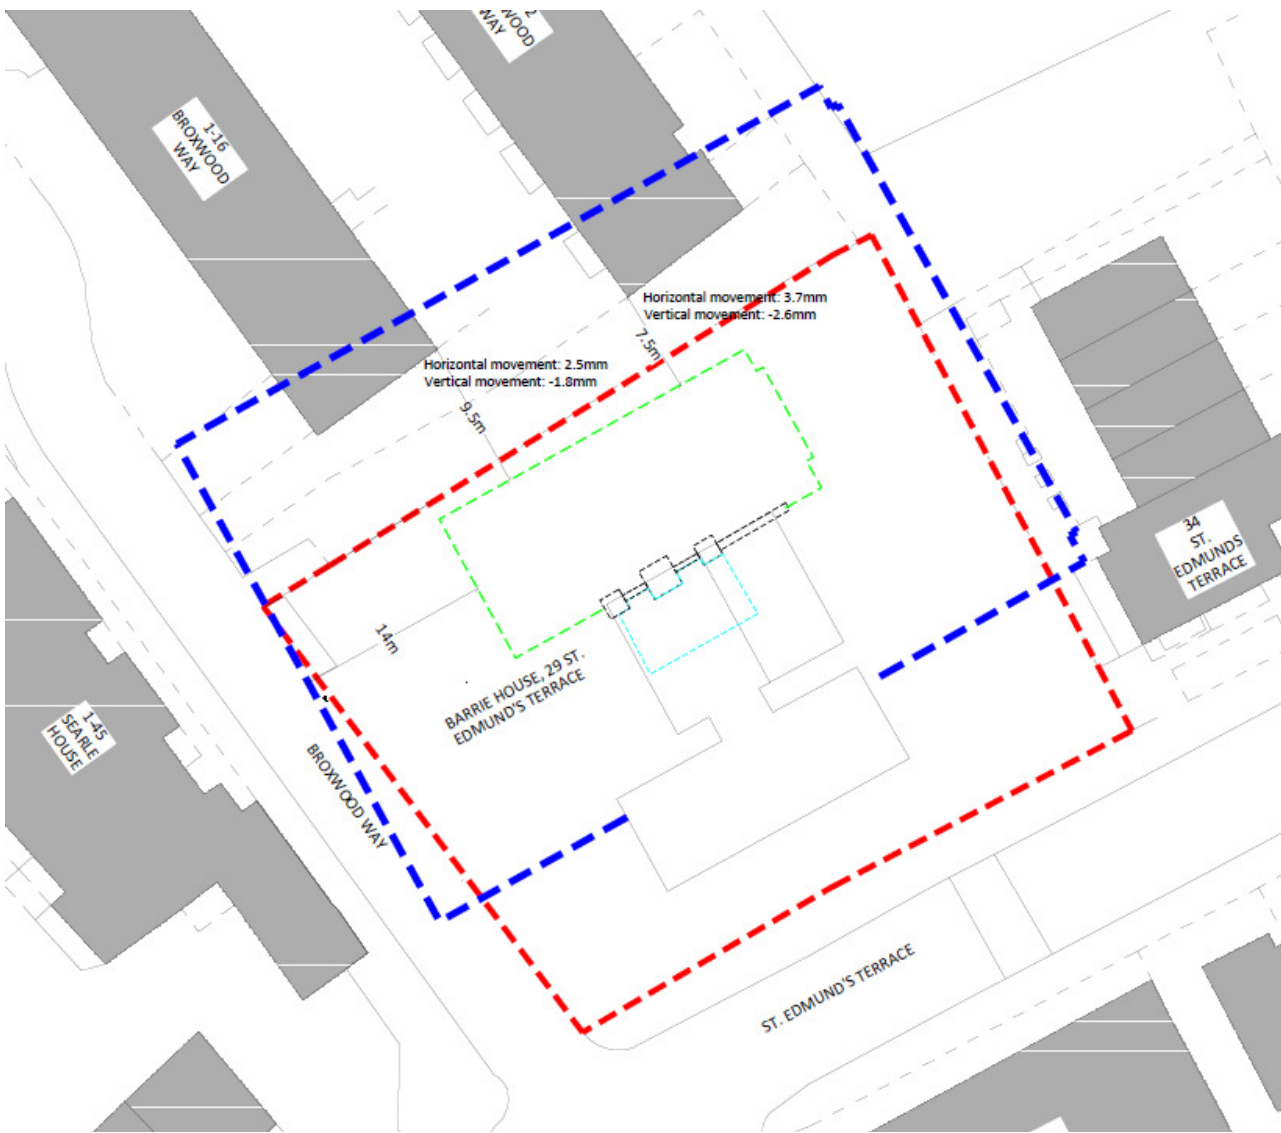 WOOD
WAY
1-16
BROXWOOD
WAY
Horizontal movement: 3.7mm
Vertical movement: -2.6mm
7.5m
Horizontal movement: 2.5mm
Vertical movement: -1.8mm
9.5m
34
ST.
EDMUNDS
TERRACE
14m
BARRIE HOUSE, 29 ST.
EDMUND'S TERRACE
1-45
SEARLE
HOUSE
BROXWOOD WAY
ST. EDMUND'S TERRACE